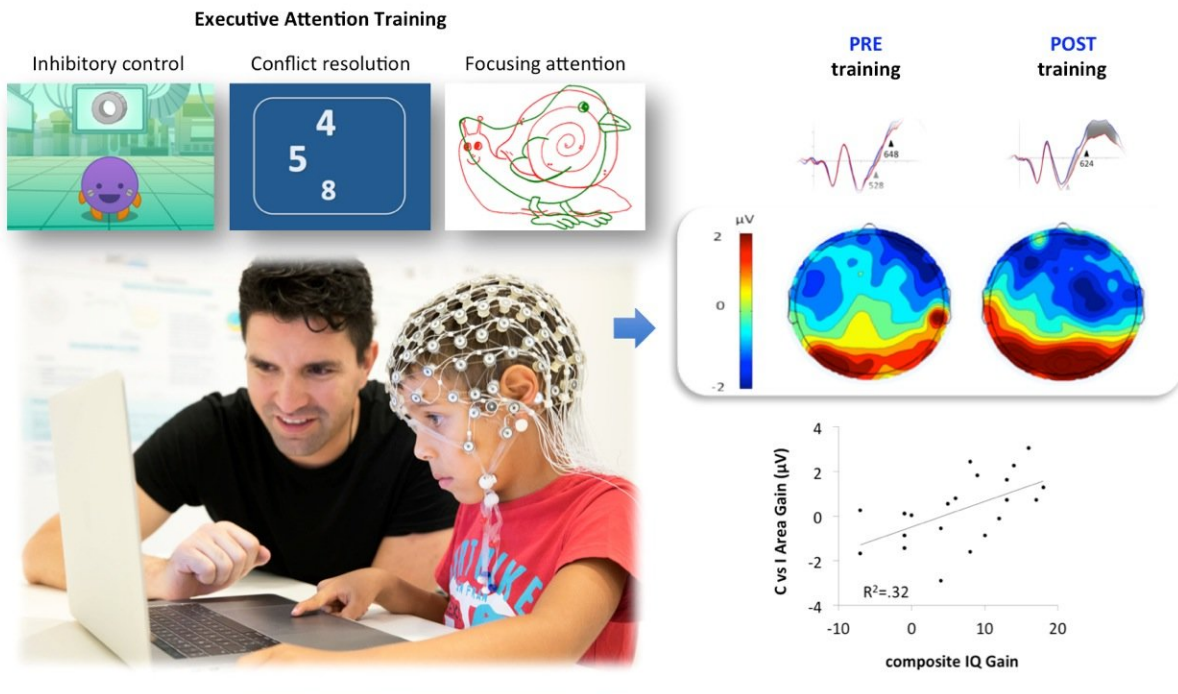 Executive Attention Training
Inhibitory control
Conflict resolution
Focusing attention
4
5
8
PRE
training
POST
training
648
528
624
µV
2
0
-2
4
2
0
-2
-4
C vs I Area Gain (µV)
R²=.32
-10
0
10
20
composite IQ Gain